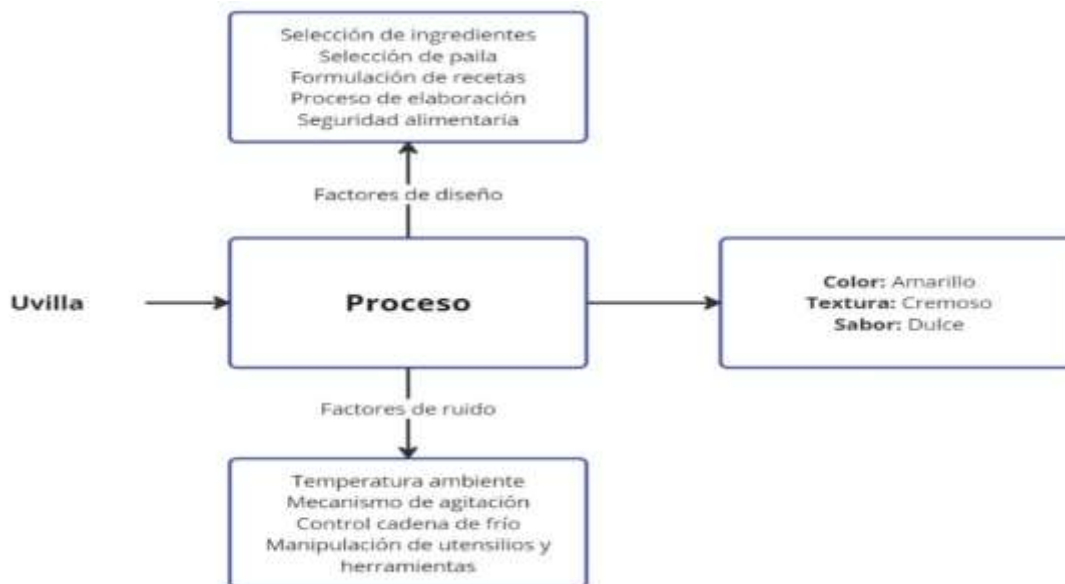 Selección de ingredientes
Selección de paila
Formulación de recetas
Proceso de elaboración
Seguridad alimentaria
Factores de diseño
Uvilla
Proceso
Color: Amarillo
Textura: Cremoso
Sabor: Dulce
Factores de ruido
Temperatura ambiente
Mecanismo de agitación
Control cadena de frío
Manipulación de utensilios y
herramientas